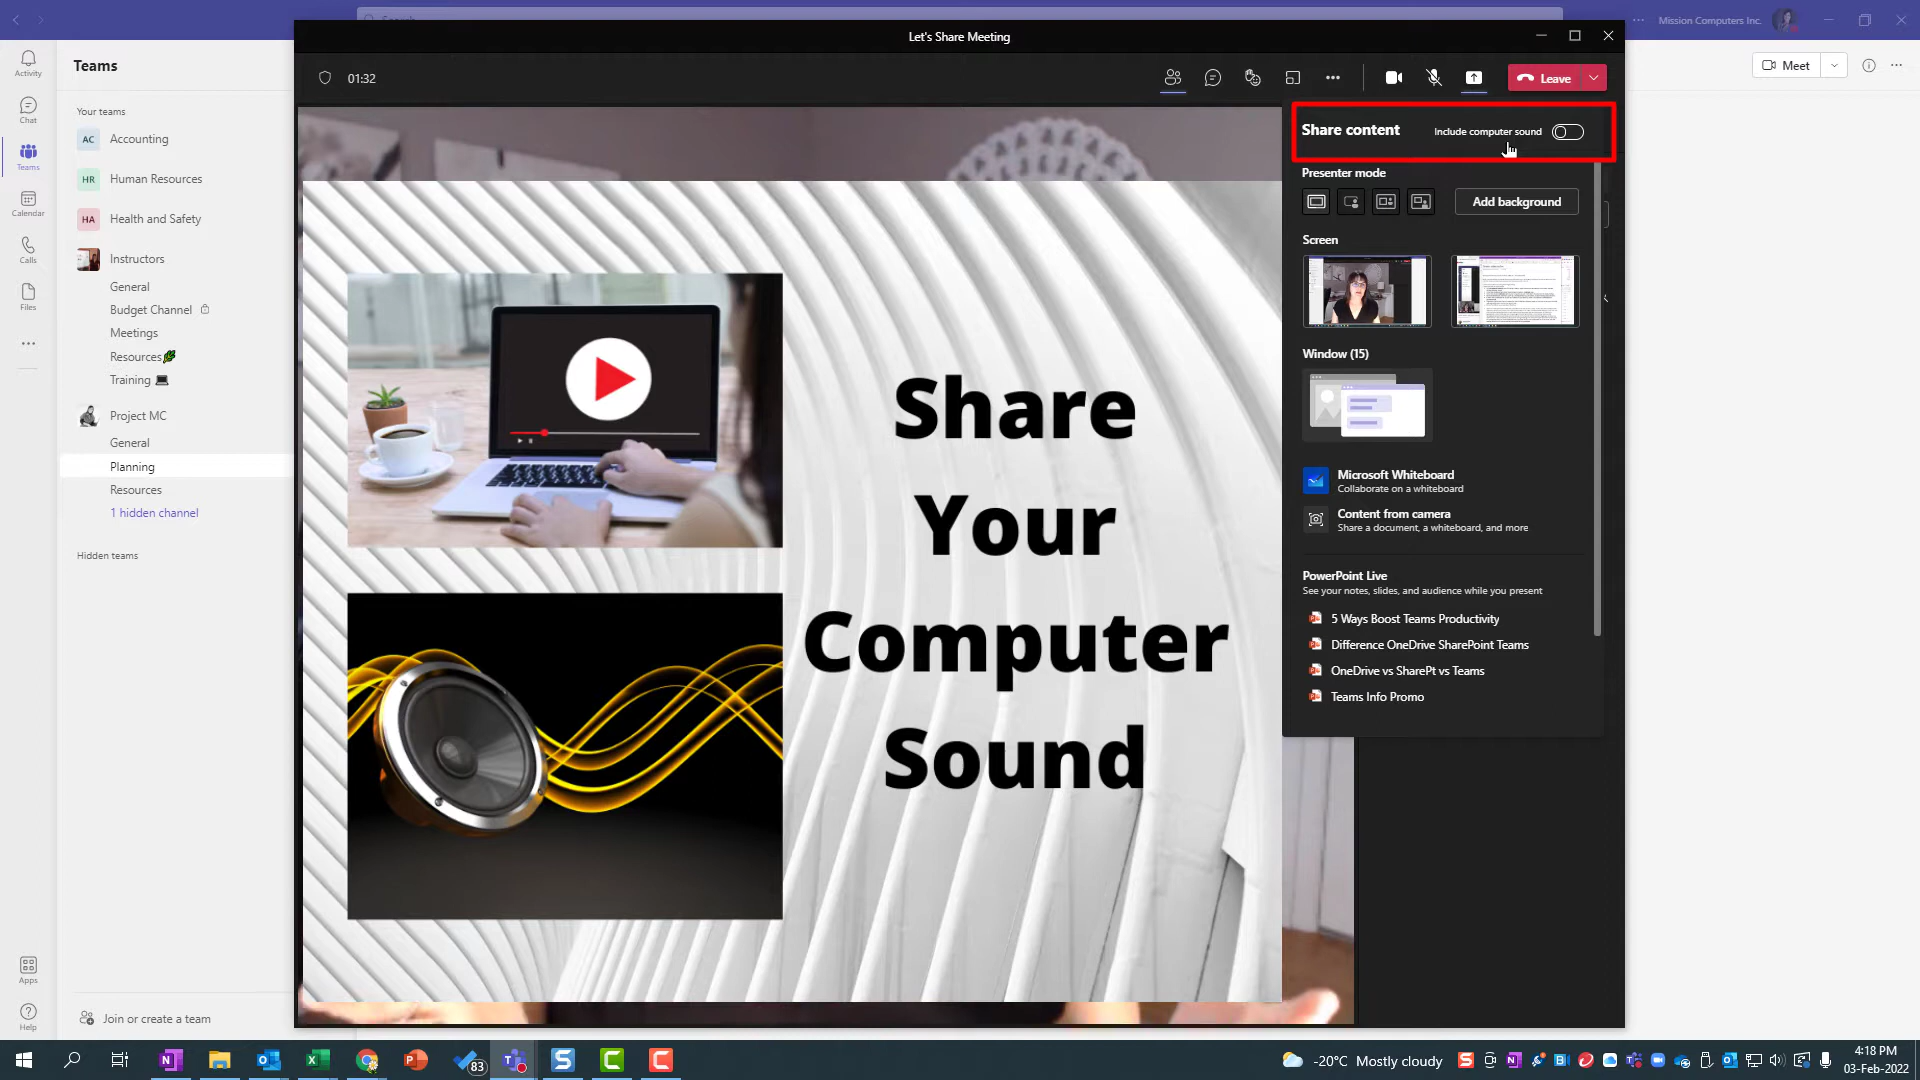 Search
Mission Computers Inc.
Let's Share Meeting
Activity
Chat
Teams
Calendar
Calls
Files
Apps
Help
Teams
Your teams
AC Accounting
HR Human Resources
HA Health and Safety
Instructors
General
Budget Channel
Meetings
Resources
Training
Project MC
General
Planning
Resources
1 hidden channel
Hidden teams
Join or create a team
01:32
Leave
Meet
Share
Your
Computer
Sound
Share content Include computer sound
Presenter mode
Add background
Screen
Window (15)
Microsoft Whiteboard
Collaborate on a whiteboard
Content from camera
Share a document, a whiteboard, and more
PowerPoint Live
See your notes, slides, and audience while you present
5 Ways Boost Teams Productivity
Difference OneDrive SharePoint Teams
OneDrive vs SharePt vs Teams
Teams Info Promo
83
-20°C Mostly cloudy
4:18 PM
03-Feb-2022